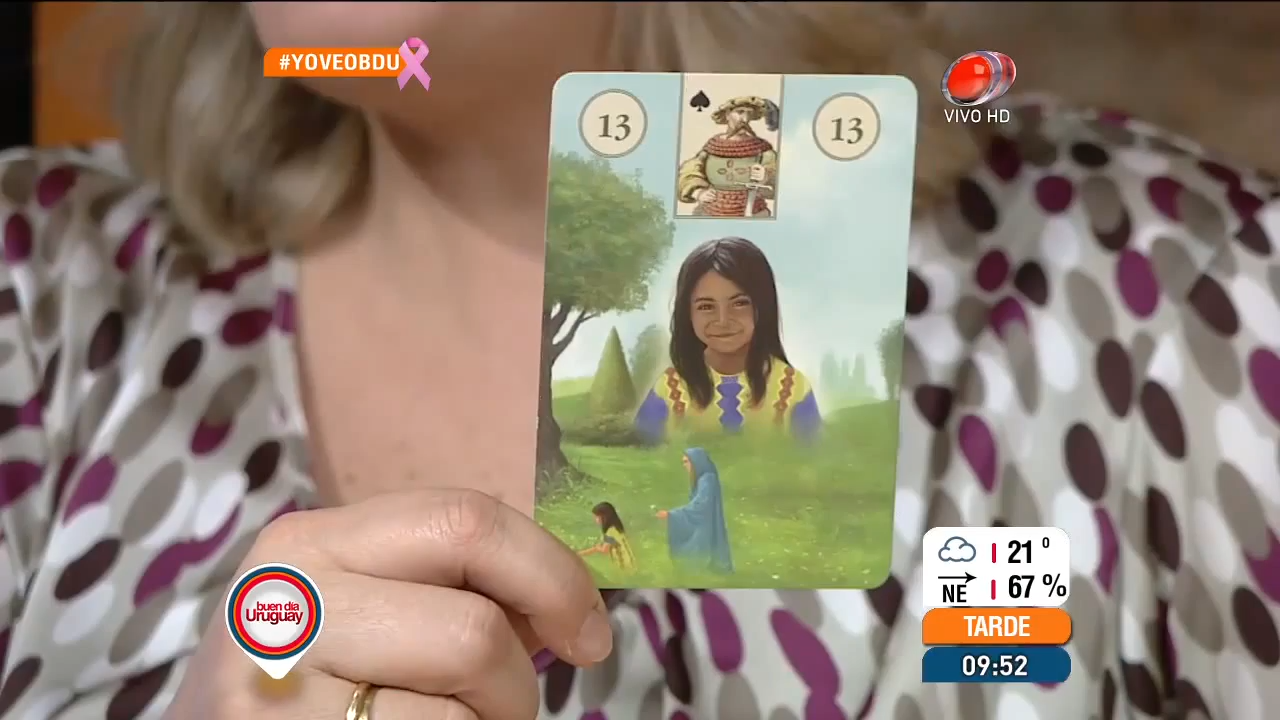 #YOVEOBDU
13
13
VIVO HD
buen día
Uruguay
21 º
NE 67 %
TARDE
09:52